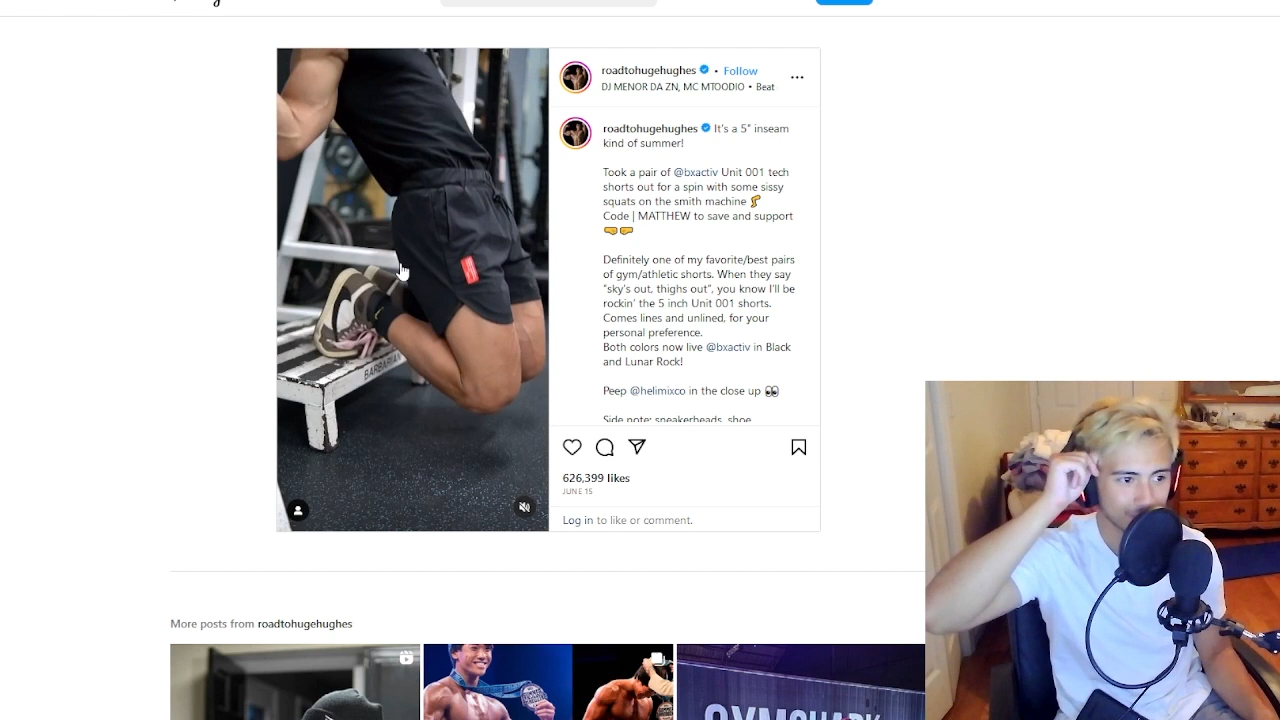 roadtohugehughes • Follow
DJ MENOR DA ZN, MC MTOODIO • Beat
roadtohugehughes It's a 5" inseam
kind of summer!
Took a pair of @bxactiv Unit 001 tech
shorts out for a spin with some sissy
squats on the smith machine
Code | MATTHEW to save and support
Definitely one of my favorite/best pairs
of gym/athletic shorts. When they say
"sky's out, thighs out", you know I'll be
rockin' the 5 inch Unit 001 shorts.
Comes lines and unlined, for your
personal preference.
Both colors now live @bxactiv in Black
and Lunar Rock!
Peep @helimixco in the close up
Side note: sneakerheads, shoe
626,399 likes
JUNE 15
Log in to like or comment.
BARBARIAN
More posts from roadtohugehughes
GYMSHARK